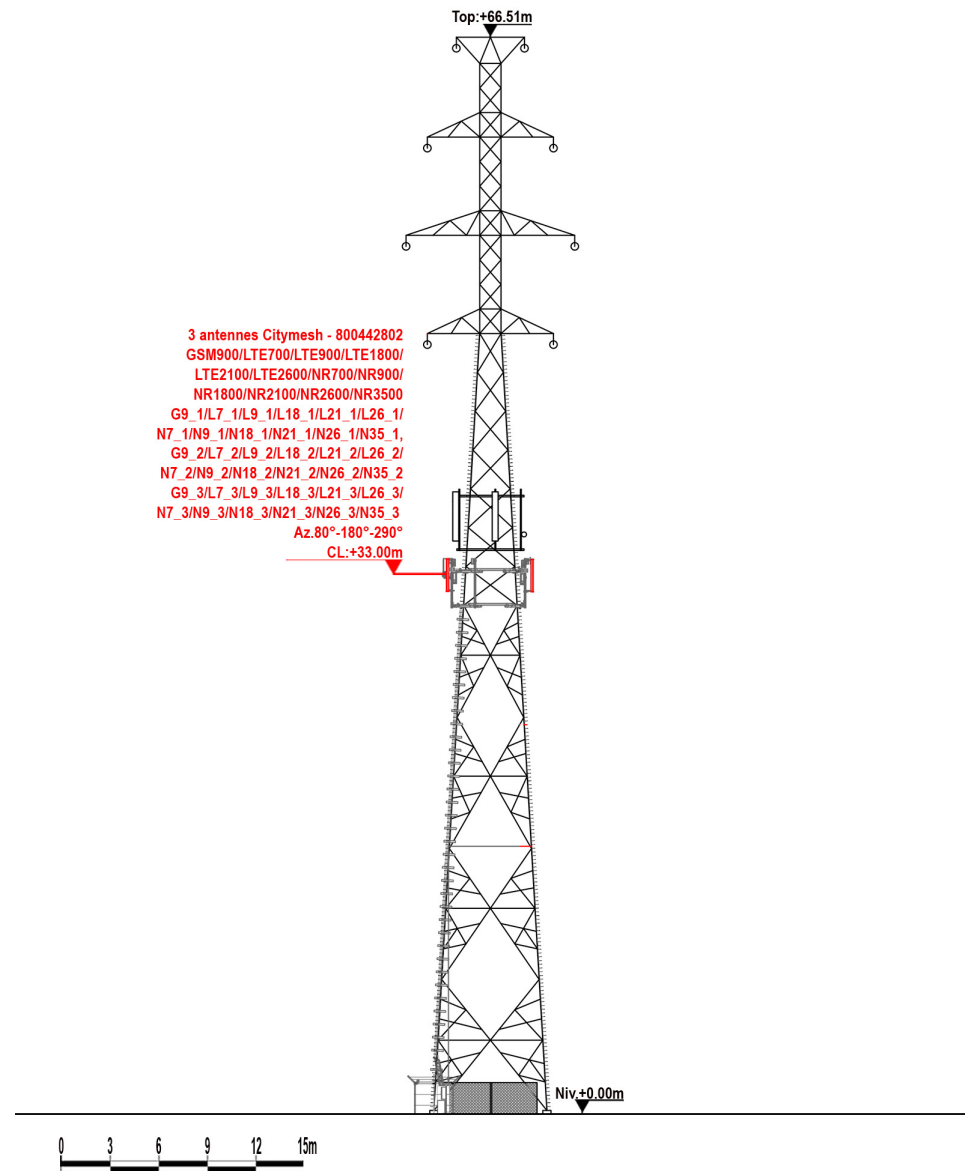 Top:+66.51m
3 antennes Citymesh - 800442802
GSM900/LTE700/LTE900/LTE1800/
LTE2100/LTE2600/NR700/NR900/
NR1800/NR2100/NR2600/NR3500
G9_1/L7_1/L9_1/L18_1/L21_1/L26_1/
N7_1/N9_1/N18_1/N21_1/N26_1/N35_1,
G9_2/L7_2/L9_2/L18_2/L21_2/L26_2/
N7_2/N9_2/N18_2/N21_2/N26_2/N35_2
G9_3/L7_3/L9_3/L18_3/L21_3/L26_3/
N7_3/N9_3/N18_3/N21_3/N26_3/N35_3
Az.80°-180°-290°
CL:+33.00m
Niv.+0.00m
0 3 6 9 12 15m